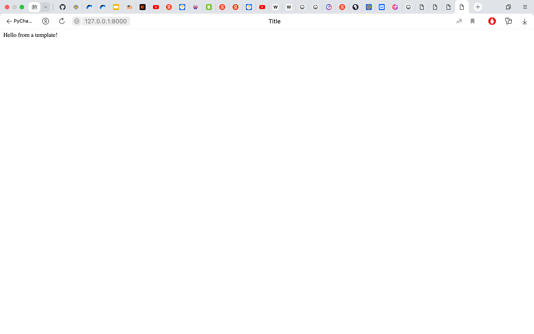 PyCha...
127.0.0.1:8000
Title
Hello from a template!